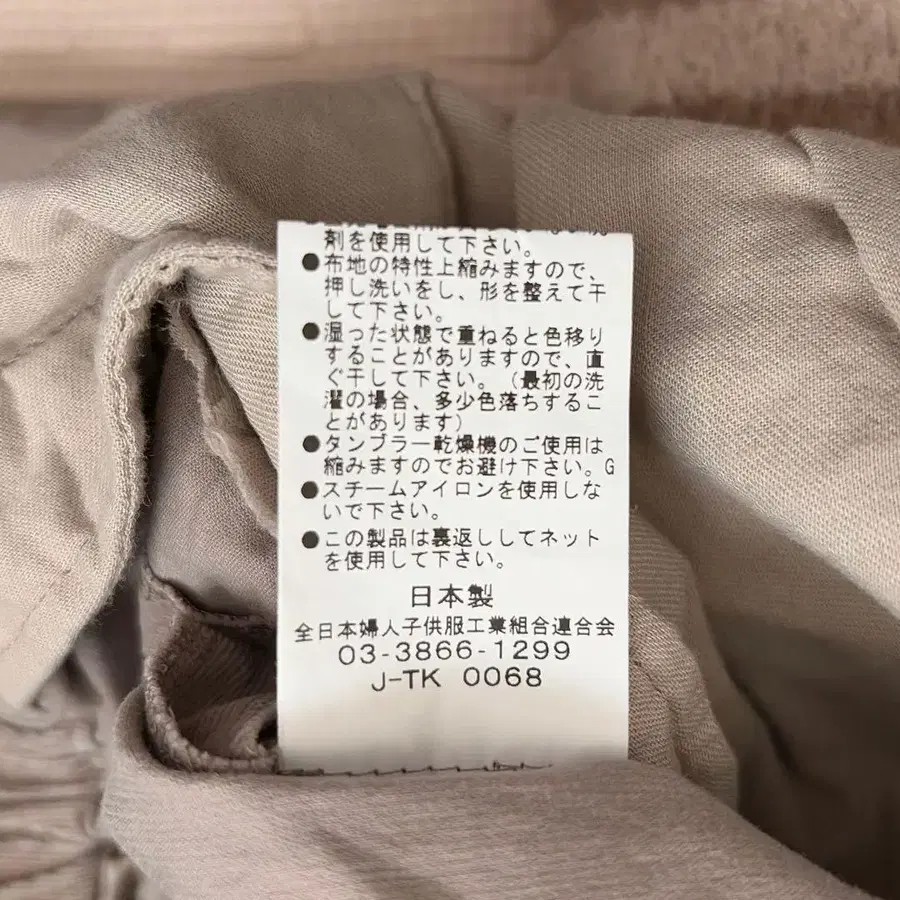 剤を使用して下さい。
●布地の特性上縮みますので、
押し洗いをし、形を整えて干
して下さい。
●湿った状態で重ねると色移り
することがありますので、直
ぐ干して下さい。(最初の洗
濯の場合、多少色落ちするこ
とがあります)
●タンブラー乾燥機のご使用は
縮みますのでお避け下さい。G
●スチームアイロンを使用しな
いで下さい。
●この製品は裏返ししてネット
を使用して下さい。
日本製
全日本婦人子供服工業組合連合会
03-3866-1299
J-TK 0068